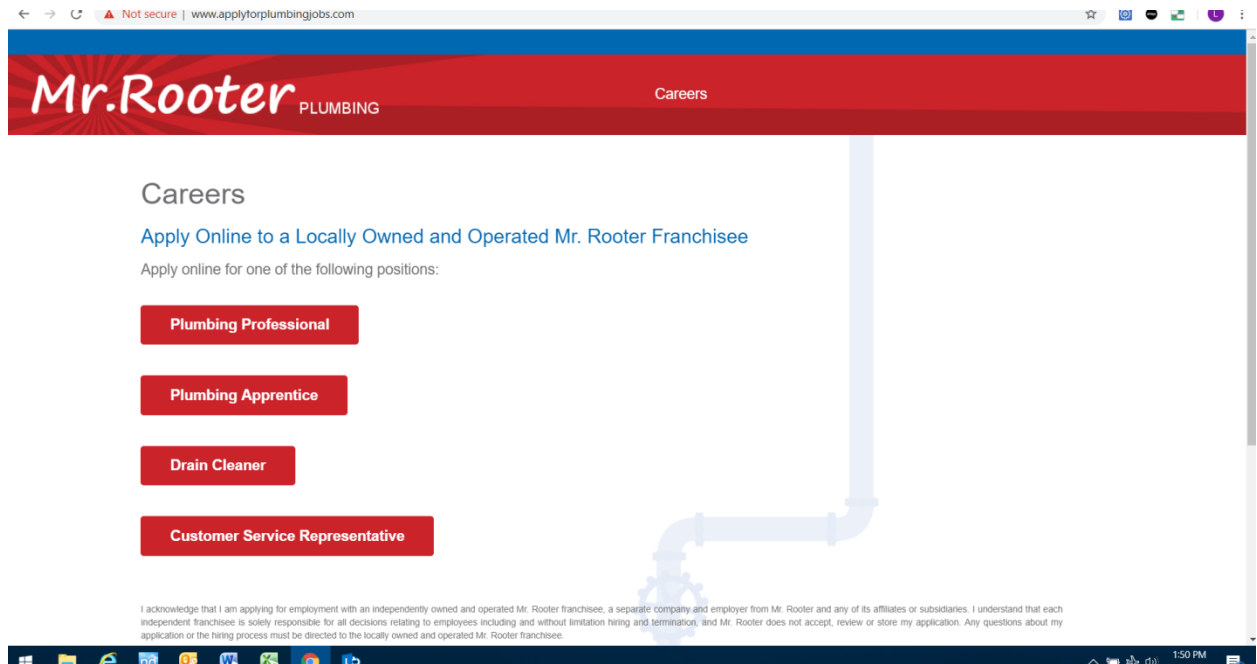 Not secure | www.applyforplumbingjobs.com
Mr.Rooter PLUMBING
Careers
Careers
Apply Online to a Locally Owned and Operated Mr. Rooter Franchisee
Apply online for one of the following positions:
Plumbing Professional
Plumbing Apprentice
Drain Cleaner
Customer Service Representative
I acknowledge that I am applying for employment with an independently owned and operated Mr. Rooter franchisee, a separate company and employer from Mr. Rooter and any of its affiliates or subsidiaries. I understand that each
independent franchisee is solely responsible for all decisions relating to employees including and without limitation hiring and termination, and Mr. Rooter does not accept, review or store my application. Any questions about my
application or the hiring process must be directed to the locally owned and operated Mr. Rooter franchisee.
1:50 PM